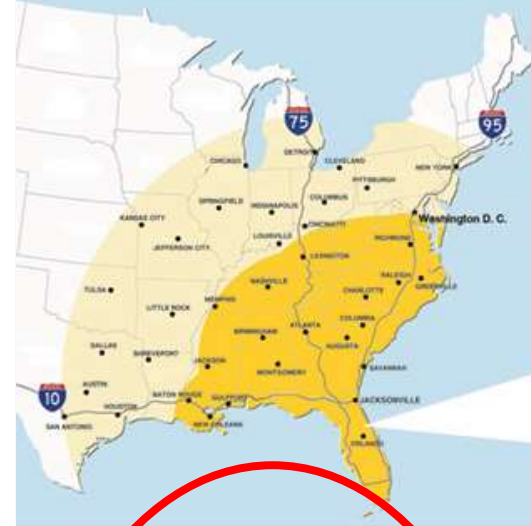 75
95
DETROIT
CHICAGO
CLEVELAND
NEW YORK
PITTSBURGH
SPRINGFIELD
INDIANAPOLIS
COLUMBUS
KANSAS CITY
CINCINATTI
Washington D. C.
JEFFERSON CITY
LOUISVILLE
RICHMOND
LEXINGTON
TULSA
NASHVILLE
RALEIGH
CHARLOTTE
GREENVILLE
LITTLE ROCK
MEMPHIS
COLUMBIA
BIRMINGHAM
ATLANTA
AUGUSTA
DALLAS
SHREVEPORT
JACKSON
MONTGOMERY
SAVANNAH
10
AUSTIN
BATON ROUGE
GULFPORT
JACKSONVILLE
HOUSTON
SAN ANTONIO
NEW ORLEANS
ORLANDO